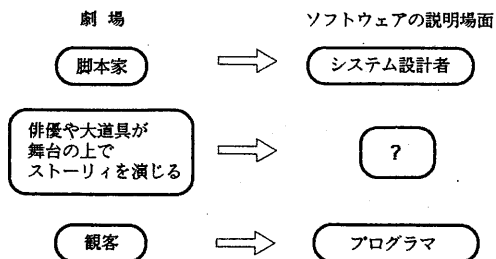 劇場
ソフトウェアの説明場面
脚本家
システム設計者
俳優や大道具が
舞台の上で
ストーリィを演じる
?
観客
プログラマ